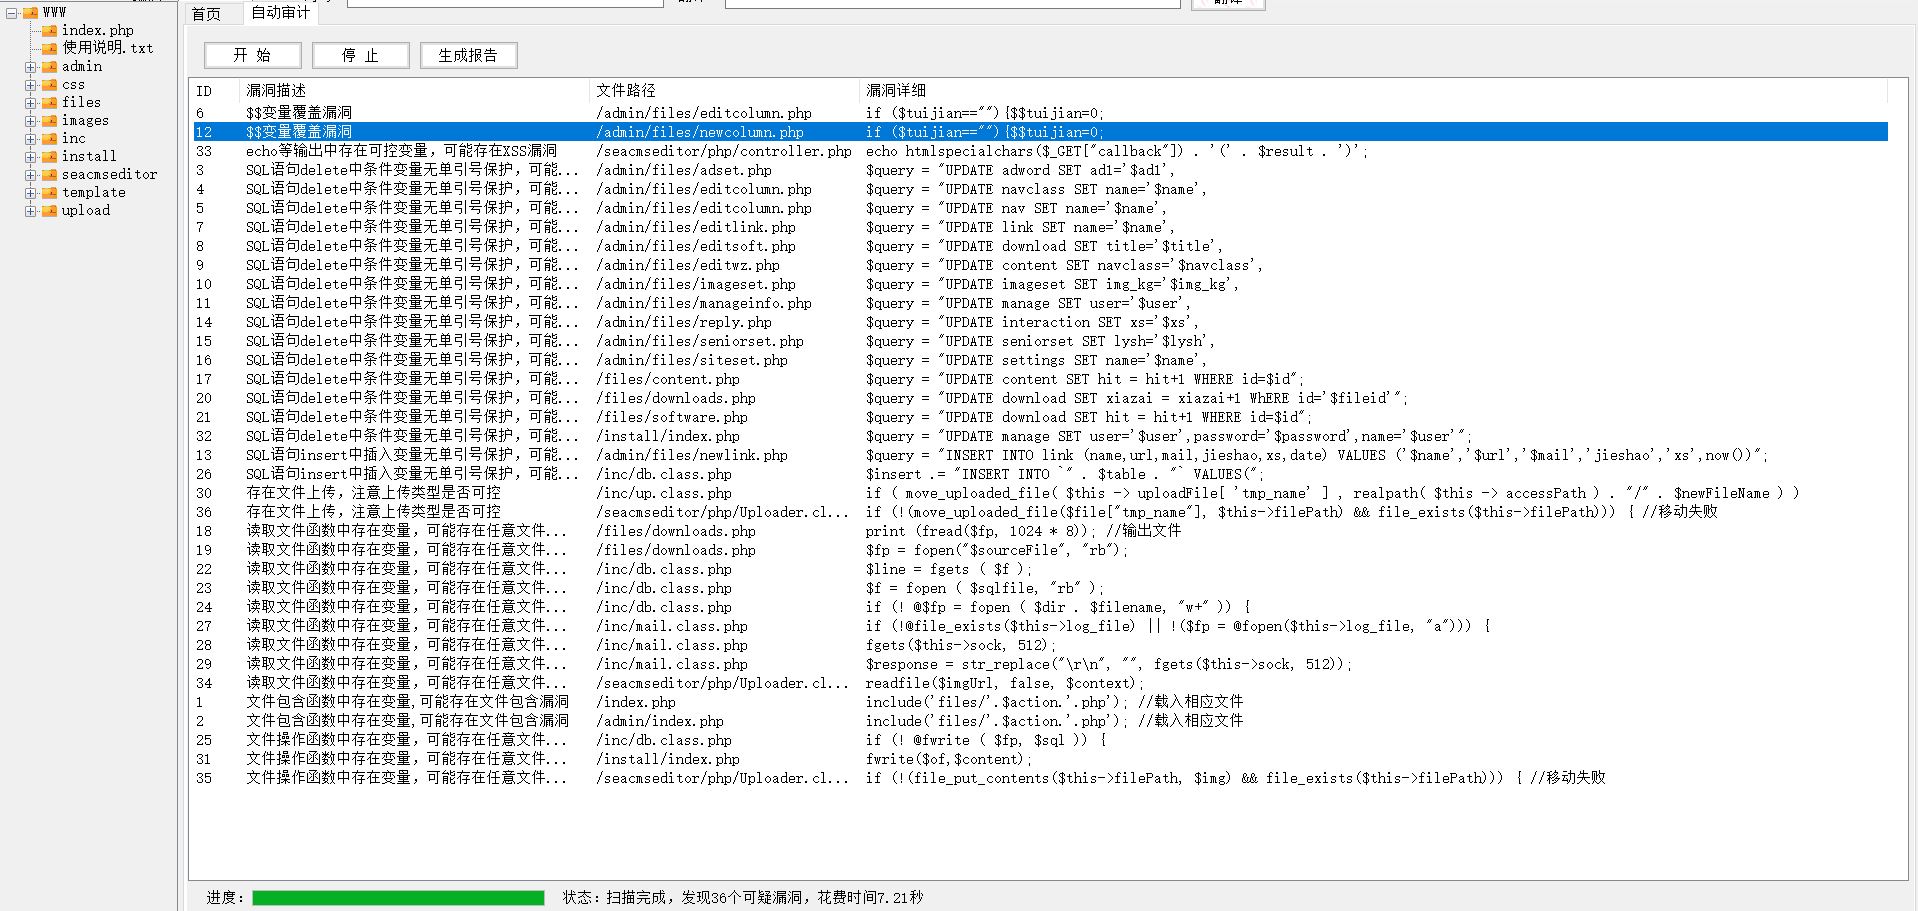 WWW
index.php
使用说明.txt
admin
css
files
images
inc
install
seacmseditor
template
upload
首页 自动审计
翻译
开 始 停 止 生成报告
ID 漏洞描述 文件路径 漏洞详细
6 $$变量覆盖漏洞 /admin/files/editcolumn.php if ($tuijian==""){$$tuijian=0;
12 $$变量覆盖漏洞 /admin/files/newcolumn.php if ($tuijian==""){$$tuijian=0;
33 echo等输出中存在可控变量，可能存在XSS漏洞 /seacmseditor/php/controller.php echo htmlspecialchars($_GET["callback"]) . '(' . $result . ')';
3 SQL语句delete中条件变量无单引号保护，可能... /admin/files/adset.php $query = "UPDATE adword SET ad1='$ad1',
4 SQL语句delete中条件变量无单引号保护，可能... /admin/files/editcolumn.php $query = "UPDATE navclass SET name='$name',
5 SQL语句delete中条件变量无单引号保护，可能... /admin/files/editcolumn.php $query = "UPDATE nav SET name='$name',
7 SQL语句delete中条件变量无单引号保护，可能... /admin/files/editlink.php $query = "UPDATE link SET name='$name',
8 SQL语句delete中条件变量无单引号保护，可能... /admin/files/editsoft.php $query = "UPDATE download SET title='$title',
9 SQL语句delete中条件变量无单引号保护，可能... /admin/files/editwz.php $query = "UPDATE content SET navclass='$navclass',
10 SQL语句delete中条件变量无单引号保护，可能... /admin/files/imageset.php $query = "UPDATE imageset SET img_kg='$img_kg',
11 SQL语句delete中条件变量无单引号保护，可能... /admin/files/manageinfo.php $query = "UPDATE manage SET user='$user',
14 SQL语句delete中条件变量无单引号保护，可能... /admin/files/reply.php $query = "UPDATE interaction SET xs='$xs',
15 SQL语句delete中条件变量无单引号保护，可能... /admin/files/seniorset.php $query = "UPDATE seniorset SET lysh='$lysh',
16 SQL语句delete中条件变量无单引号保护，可能... /admin/files/siteset.php $query = "UPDATE settings SET name='$name',
17 SQL语句delete中条件变量无单引号保护，可能... /files/content.php $query = "UPDATE content SET hit = hit+1 WHERE id=$id";
20 SQL语句delete中条件变量无单引号保护，可能... /files/downloads.php $query = "UPDATE download SET xiazai = xiazai+1 WhERE id='$fileid'";
21 SQL语句delete中条件变量无单引号保护，可能... /files/software.php $query = "UPDATE download SET hit = hit+1 WHERE id=$id";
32 SQL语句delete中条件变量无单引号保护，可能... /install/index.php $query = "UPDATE manage SET user='$user',password='$password',name='$user'";
13 SQL语句insert中插入变量无单引号保护，可能... /admin/files/newlink.php $query = "INSERT INTO link (name,url,mail,jieshao,xs,date) VALUES ('$name','$url','$mail','jieshao','xs',now())";
26 SQL语句insert中插入变量无单引号保护，可能... /inc/db.class.php $insert .= "INSERT INTO `" . $table . "` VALUES(";
30 存在文件上传，注意上传类型是否可控 /inc/up.class.php if ( move_uploaded_file( $this -> uploadFile[ 'tmp_name' ] , realpath( $this -> accessPath ) . "/" . $newFileName ) )
36 存在文件上传，注意上传类型是否可控 /seacmseditor/php/Uploader.cl... if (!(move_uploaded_file($file["tmp_name"], $this->filePath) && file_exists($this->filePath))) { //移动失败
18 读取文件函数中存在变量，可能存在任意文件... /files/downloads.php print (fread($fp, 1024 * 8)); //输出文件
19 读取文件函数中存在变量，可能存在任意文件... /files/downloads.php $fp = fopen("$sourceFile", "rb");
22 读取文件函数中存在变量，可能存在任意文件... /inc/db.class.php $line = fgets ( $f );
23 读取文件函数中存在变量，可能存在任意文件... /inc/db.class.php $f = fopen ( $sqlfile, "rb" );
24 读取文件函数中存在变量，可能存在任意文件... /inc/db.class.php if (! @$fp = fopen ( $dir . $filename, "w+" )) {
27 读取文件函数中存在变量，可能存在任意文件... /inc/mail.class.php if (!@file_exists($this->log_file) || !($fp = @fopen($this->log_file, "a"))) {
28 读取文件函数中存在变量，可能存在任意文件... /inc/mail.class.php fgets($this->sock, 512);
29 读取文件函数中存在变量，可能存在任意文件... /inc/mail.class.php $response = str_replace("\r\n", "", fgets($this->sock, 512));
34 读取文件函数中存在变量，可能存在任意文件... /seacmseditor/php/Uploader.cl... readfile($imgUrl, false, $context);
1 文件包含函数中存在变量,可能存在文件包含漏洞 /index.php include('files/'.$action.'.php'); //载入相应文件
2 文件包含函数中存在变量,可能存在文件包含漏洞 /admin/index.php include('files/'.$action.'.php'); //载入相应文件
25 文件操作函数中存在变量，可能存在任意文件... /inc/db.class.php if (! @fwrite ( $fp, $sql )) {
31 文件操作函数中存在变量，可能存在任意文件... /install/index.php fwrite($of,$content);
35 文件操作函数中存在变量，可能存在任意文件... /seacmseditor/php/Uploader.cl... if (!(file_put_contents($this->filePath, $img) && file_exists($this->filePath))) { //移动失败
进度： 状态：扫描完成，发现36个可疑漏洞，花费时间7.21秒